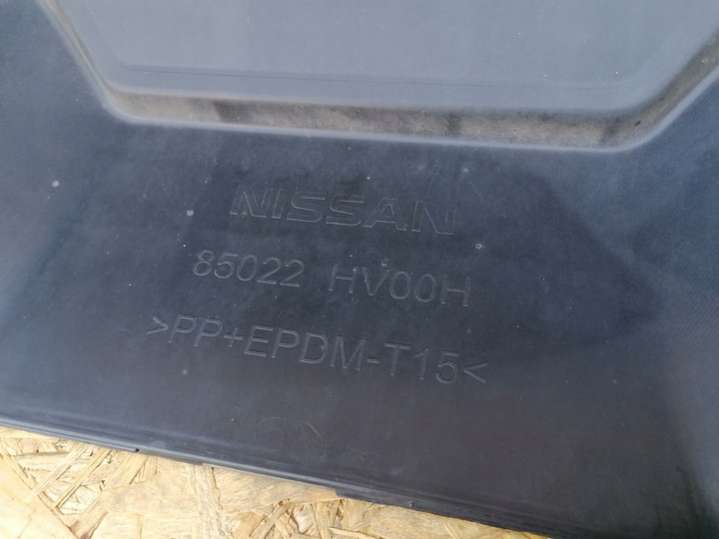 NISSAN
85022 HV00H
>PP+EPDM-T15<